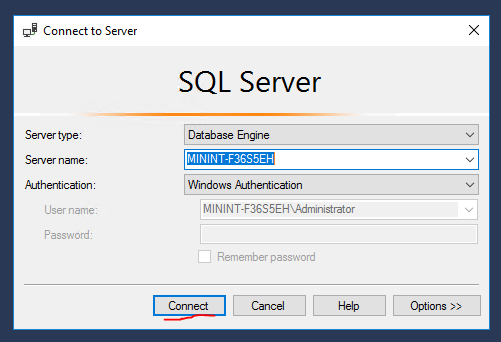 Connect to Server
SQL Server
Server type: Database Engine
Server name: MININT-F36S5EH
Authentication: Windows Authentication
User name: MININT-F36S5EH\Administrator
Password:
Remember password
Connect Cancel Help Options >>